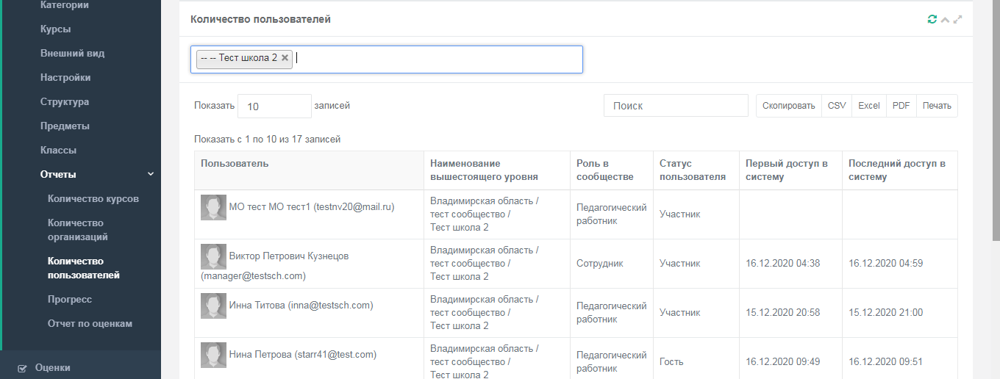 Категории
Курсы
Внешний вид
Настройки
Структура
Предметы
Классы
Отчеты
Количество курсов
Количество
организаций
Количество
пользователей
Прогресс
Отчет по оценкам
Оценки
Количество пользователей
-- -- Тест школа 2
Показать 10 записей
Поиск
Скопировать CSV Excel PDF Печать
Показать с 1 по 10 из 17 записей
Пользователь
Наименование
вышестоящего уровня
Роль в
сообществе
Статус
пользователя
Первый доступ в
систему
Последний доступ в
систему
МО тест МО тест1 (testnv20@mail.ru)
Владимирская область /
тест сообщество /
Тест школа 2
Педагогический
работник
Участник
Виктор Петрович Кузнецов
(manager@testsch.com)
Владимирская область /
тест сообщество /
Тест школа 2
Сотрудник
Участник
16.12.2020 04:38
16.12.2020 04:59
Инна Титова (inna@testsch.com)
Владимирская область /
тест сообщество /
Тест школа 2
Педагогический
работник
Участник
15.12.2020 20:58
15.12.2020 21:00
Нина Петрова (starr41@test.com)
Владимирская область /
тест сообщество /
Тест школа 2
Педагогический
работник
Гость
16.12.2020 09:49
16.12.2020 09:51